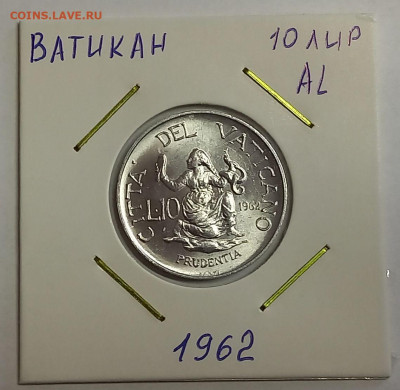 COINS.LAVE.RU
ВАТИКАН
10 ЛИР
AL
CITTA' DEL VATICANO
L.10
1962
PRUDENTIA
1962